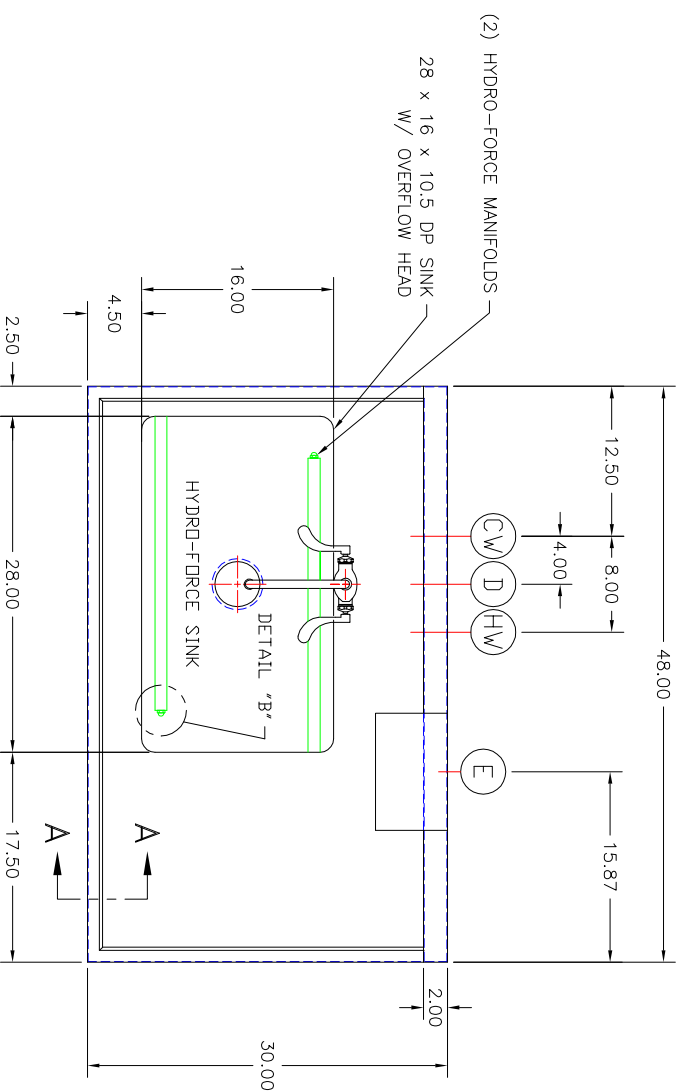 (2) HYDRO-FORCE MANIFOLDS
28 x 16 x 10.5 DP SINK
W/ OVERFLOW HEAD
48.00
12.50
8.00
4.00
15.87
CW
D
HW
E
2.00
30.00
16.00
4.50
HYDRO-FORCE SINK
DETAIL "B"
A
A
2.50
28.00
17.50